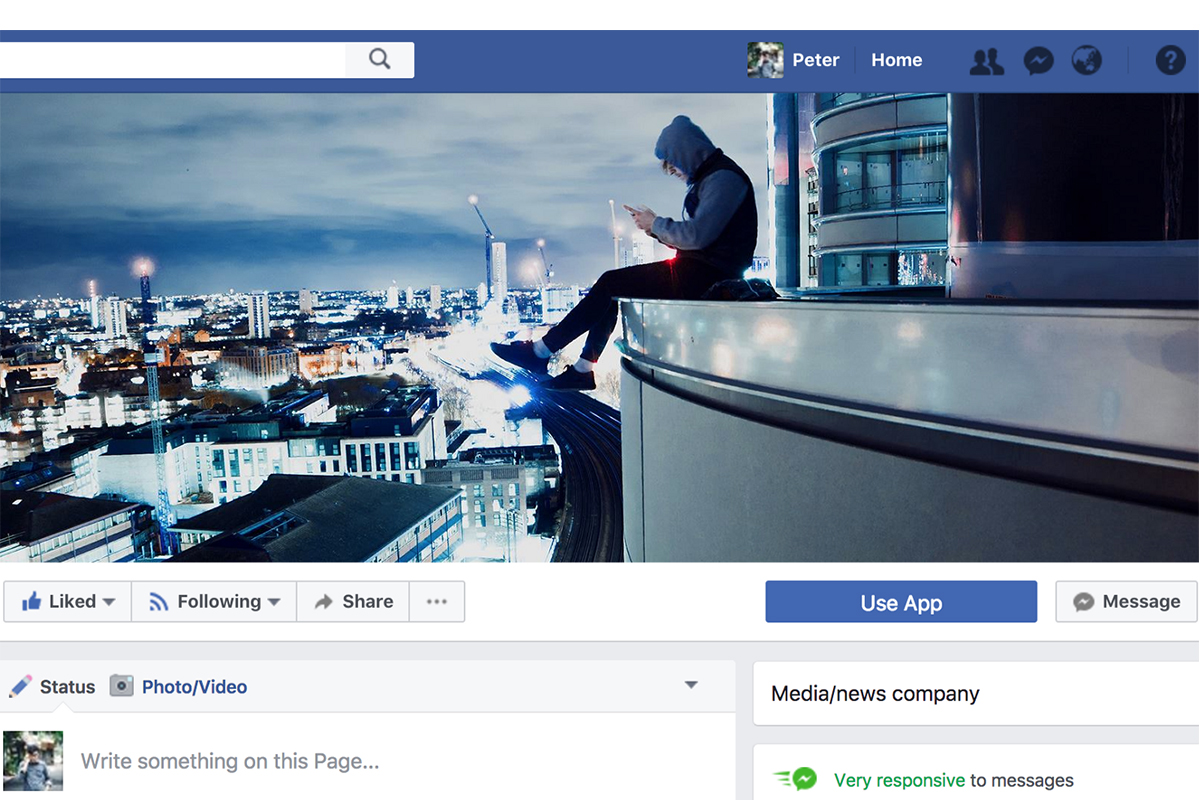 Peter Home
Liked Following Share
Use App Message
Status Photo/Video
Media/news company
Write something on this Page...
Very responsive to messages